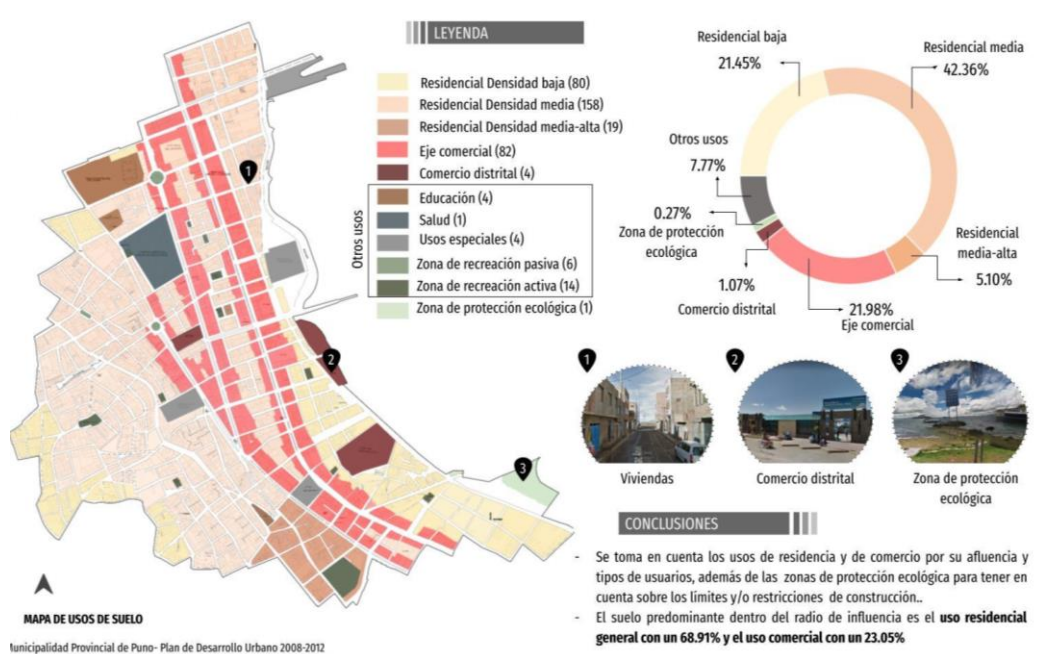 LEYENDA
Residencial Densidad baja (80)
Residencial Densidad media (158)
Residencial Densidad media-alta (19)
Eje comercial (82)
Comercio distrital (4)
Otros usos
Educación (4)
Salud (1)
Usos especiales (4)
Zona de recreación pasiva (6)
Zona de recreación activa (14)
Zona de protección ecológica (1)
Residencial baja
21.45%
Residencial media
42.36%
Otros usos
7.77%
0.27%
Zona de protección
ecológica
1.07%
Comercio distrital
21.98%
Eje comercial
Residencial
media-alta
5.10%
1
2
3
1
2
3
Viviendas
Comercio distrital
Zona de protección
ecológica
CONCLUSIONES
- Se toma en cuenta los usos de residencia y de comercio por su afluencia y
tipos de usuarios, además de las zonas de protección ecológica para tener en
cuenta sobre los límites y/o restricciones de construcción..
- El suelo predominante dentro del radio de influencia es el uso residencial
general con un 68.91% y el uso comercial con un 23.05%
MAPA DE USOS DE SUELO
Municipalidad Provincial de Puno- Plan de Desarrollo Urbano 2008-2012